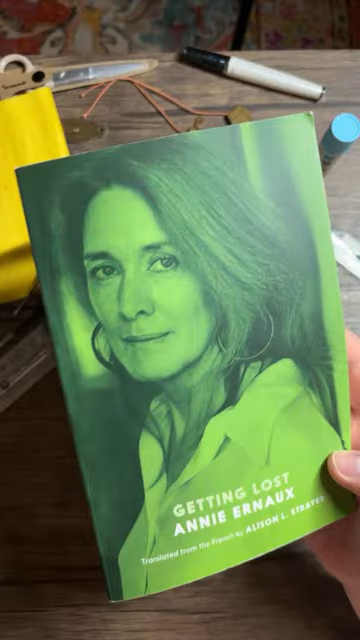 GETTING LOST
ANNIE ERNAUX
Translated from the French by ALISON L. STRAYER